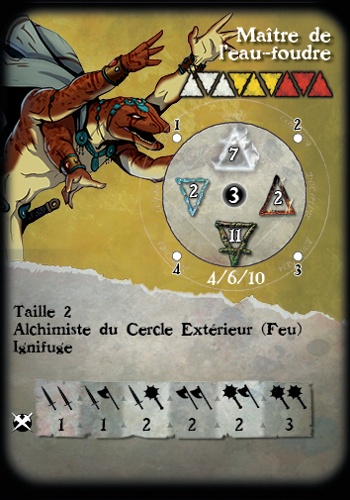 Maître de
l'eau-foudre
1 2
7
2 3 2
11
4 3
4/6/10
Taille 2
Alchimiste du Cercle Extérieur (Feu)
Ignifuge
1 1 2 2 2 3